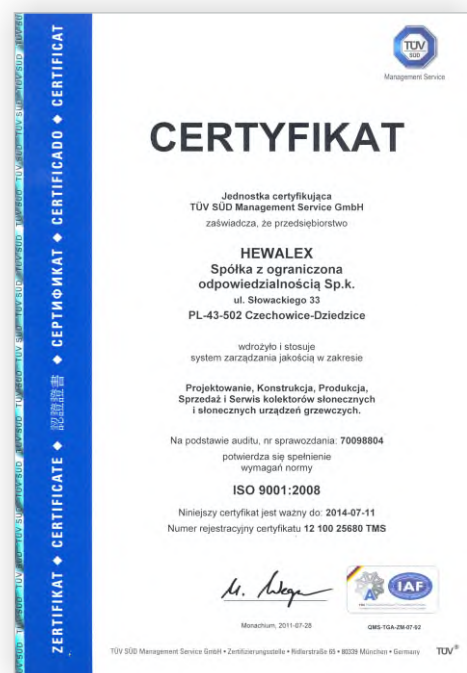 TÜV
SÜD
Management Service
CERTYFIKAT
Jednostka certyfikująca
TÜV SÜD Management Service GmbH
zaświadcza, że przedsiębiorstwo
HEWALEX
Spółka z ograniczona
odpowiedzialnością Sp.k.
ul. Słowackiego 33
PL-43-502 Czechowice-Dziedzice
wdrożyło i stosuje
system zarządzania jakością w zakresie
Projektowanie, Konstrukcja, Produkcja,
Sprzedaż i Serwis kolektorów słonecznych
i słonecznych urządzeń grzewczych.
Na podstawie auditu, nr sprawozdania: 70098804
potwierdza się spełnienie
wymagań normy
ISO 9001:2008
Niniejszy certyfikat jest ważny do: 2014-07-11
Numer rejestracyjny certyfikatu 12 100 25680 TMS
IAF
Monachium, 2011-07-28
QMS-TGA-ZM-07-92
TÜV SÜD Management Service GmbH • Zertifizierungsstelle • Ridlerstraße 65 • 80339 München • Germany TÜV®
ZERTIFIKAT ◆ CERTIFICATE ◆ 認證證書 ◆ СЕРТИФИКАТ ◆ CERTIFICADO ◆ CERTIFICAT